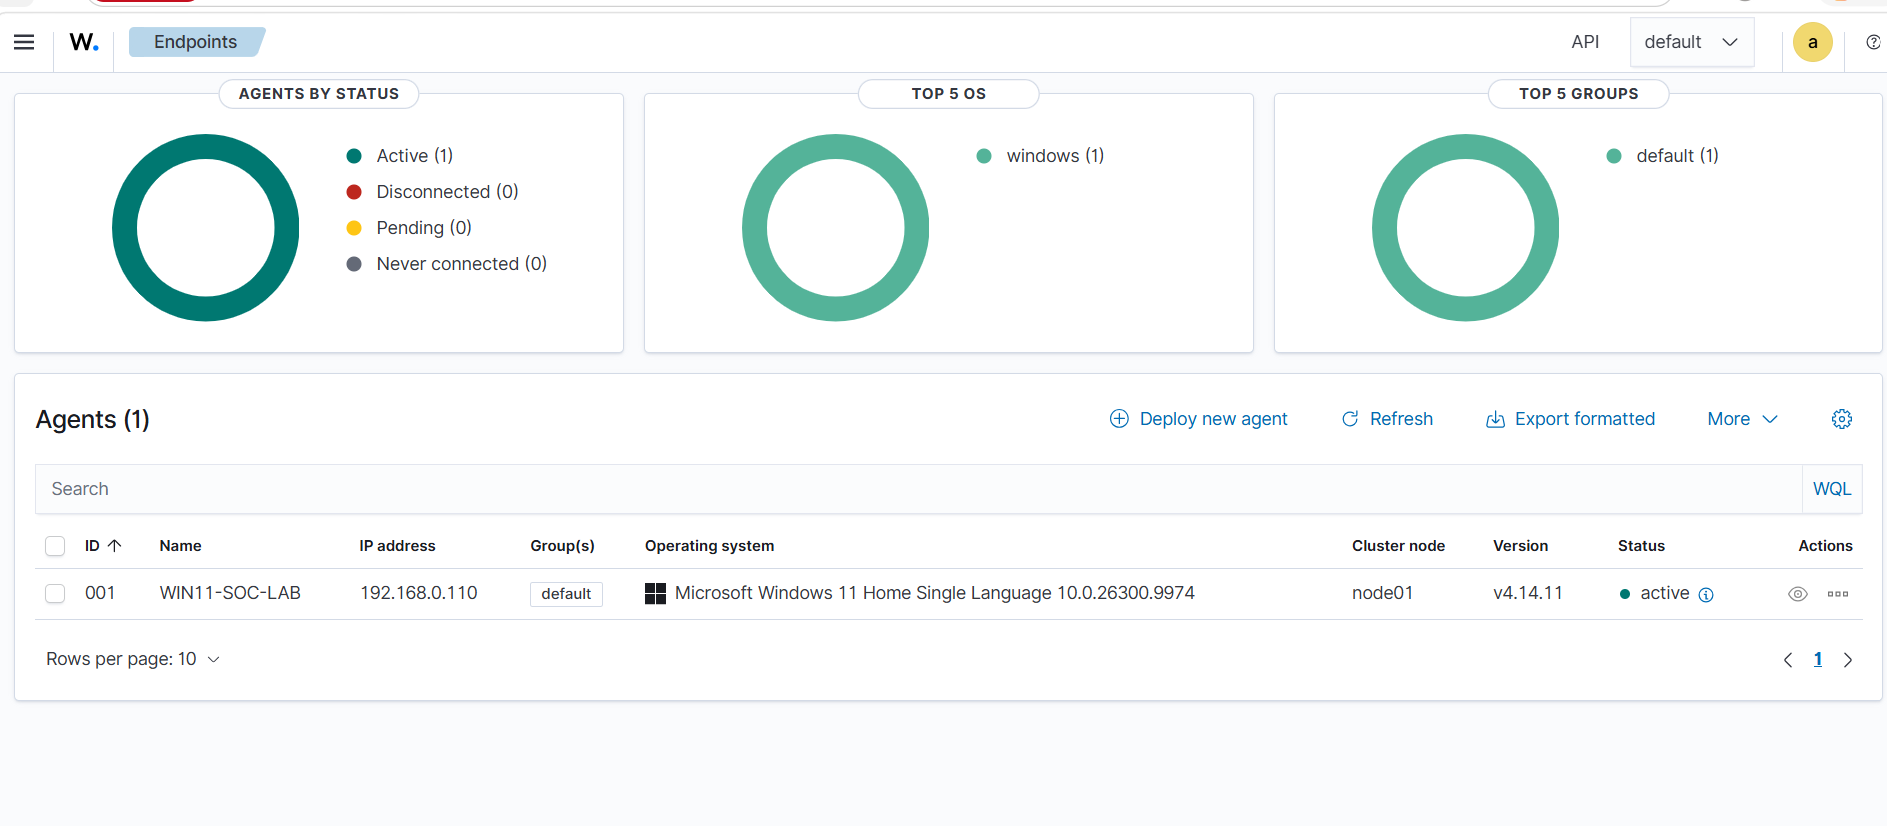 W.
Endpoints
API
default
a
AGENTS BY STATUS
Active (1)
Disconnected (0)
Pending (0)
Never connected (0)
TOP 5 OS
windows (1)
TOP 5 GROUPS
default (1)
Agents (1)
Deploy new agent
Refresh
Export formatted
More
Search
WQL
ID Name IP address Group(s) Operating system Cluster node Version Status Actions
001 WIN11-SOC-LAB 192.168.0.110 default Microsoft Windows 11 Home Single Language 10.0.26300.9974 node01 v4.14.11 active
Rows per page: 10
1